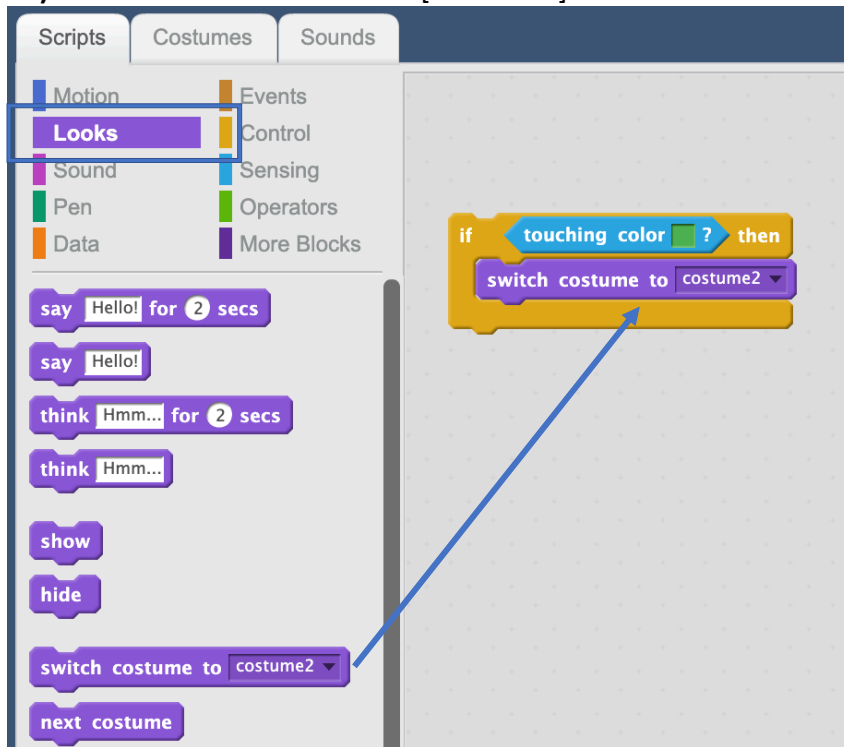 Scripts Costumes Sounds
Motion Events
Looks Control
Sound Sensing
Pen Operators
Data More Blocks
say Hello! for 2 secs
say Hello!
think Hmm... for 2 secs
think Hmm...
show
hide
switch costume to costume2
next costume
if touching color ? then
switch costume to costume2